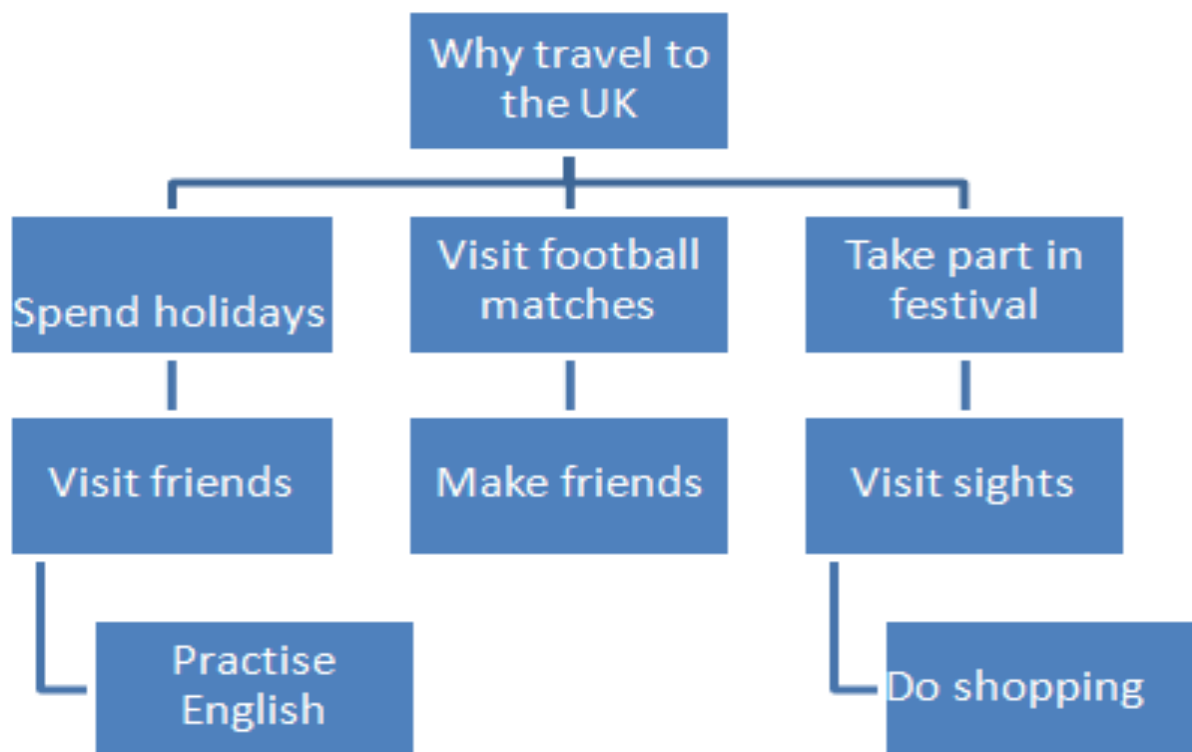 Why travel to
the UK
Spend holidays
Visit football
matches
Take part in
festival
Visit friends
Make friends
Visit sights
Practise
English
Do shopping